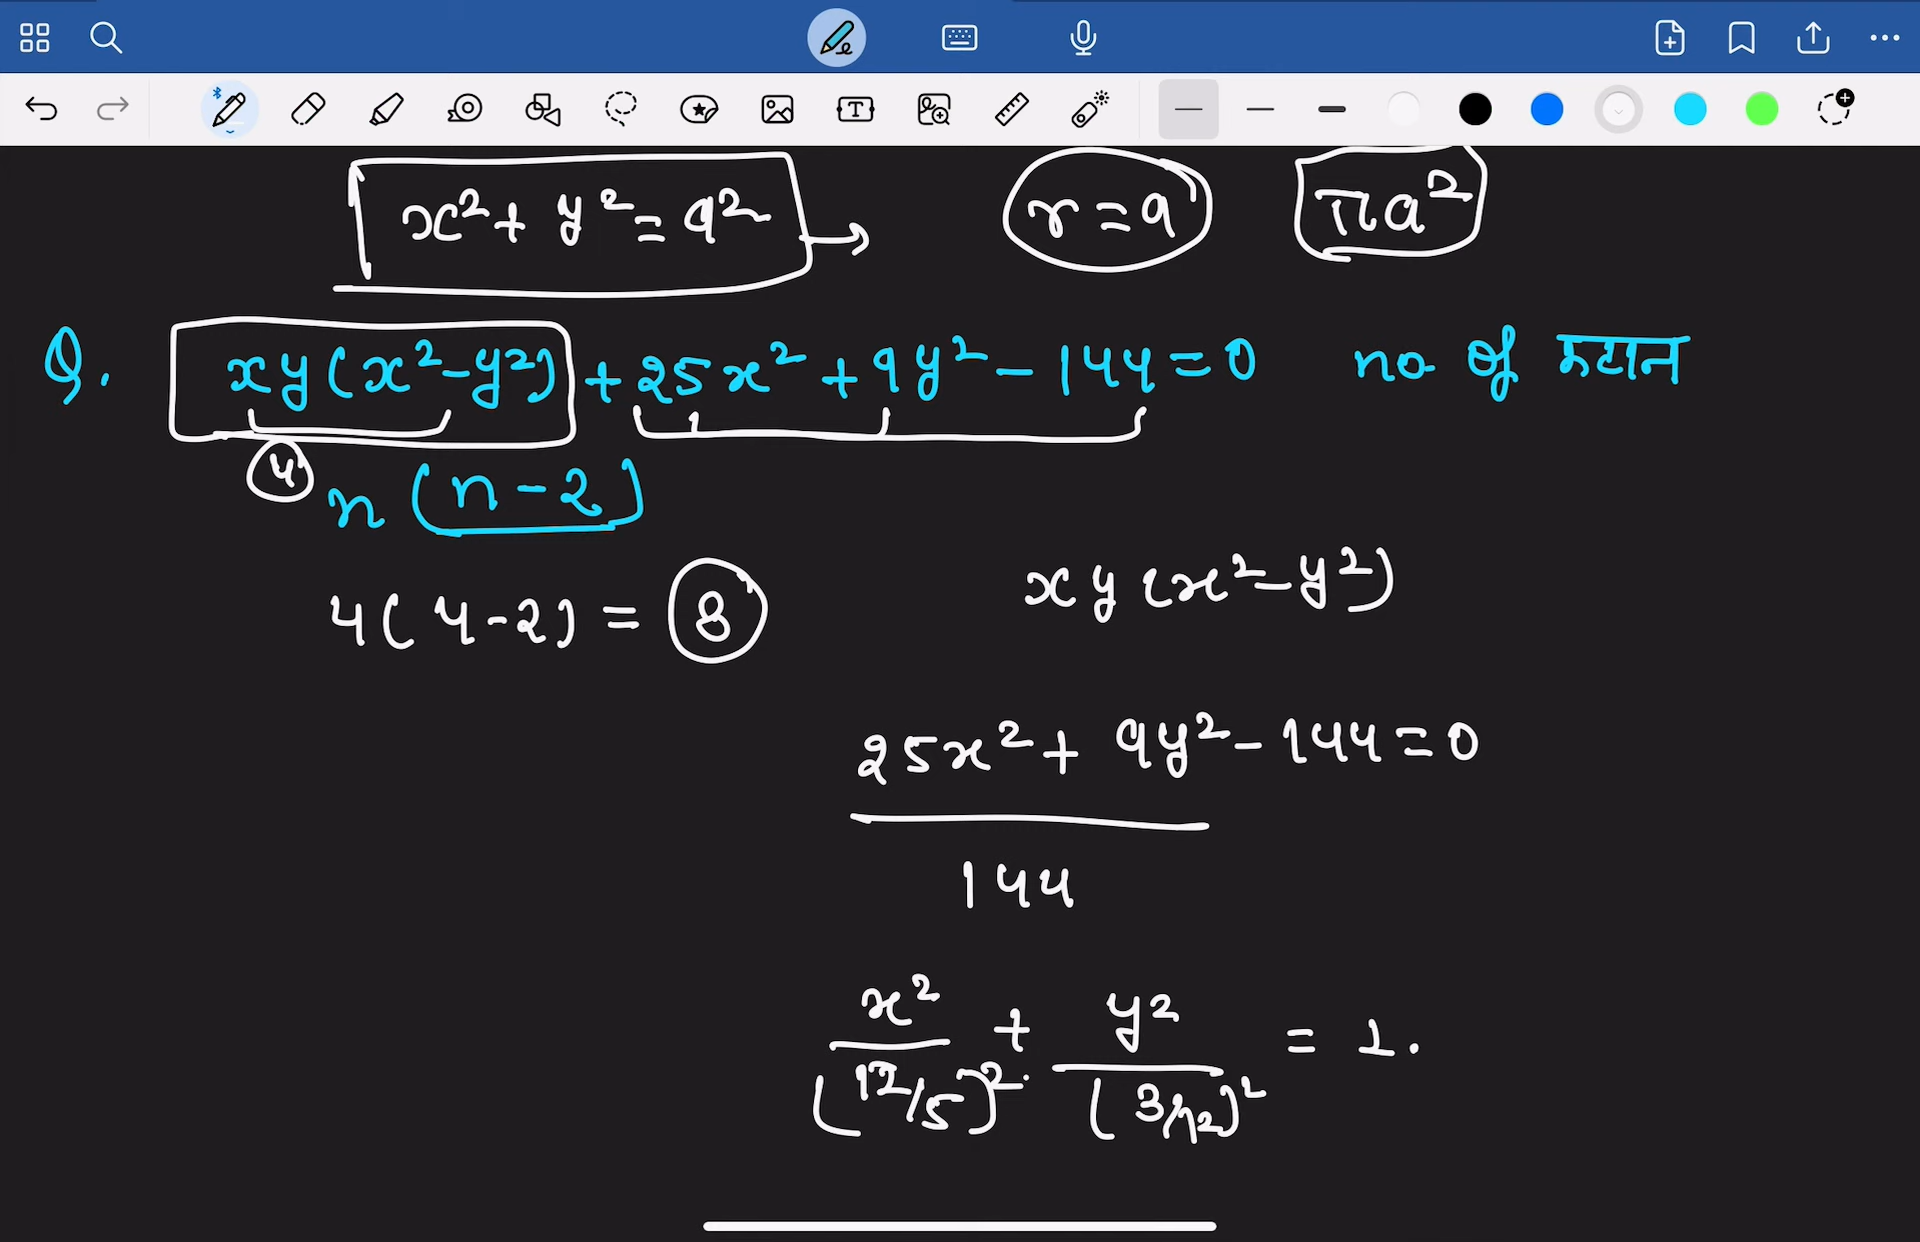 x²+ y²=a² → r=a πa²
Q. xy(x²-y²)+25x²+9y²-144=0 no of
4 n(n-2)
4(4-2)=8 xy(x²-y²)
25x²+ 9y²-144=0
144
x²/(12/5)² + y²/(3/12)² = 1.